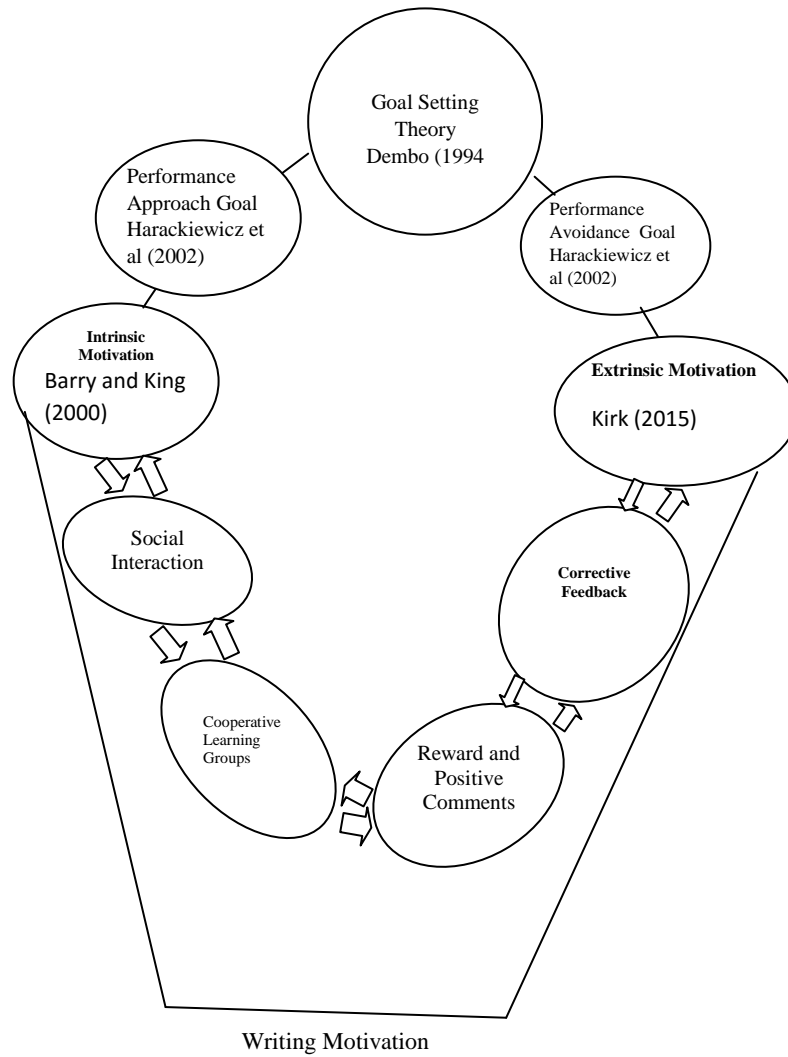 Goal Setting
Theory
Dembo (1994
Performance
Approach Goal
Harackiewicz et
al (2002)
Performance
Avoidance Goal
Harackiewicz et
al (2002)
Intrinsic
Motivation
Barry and King
(2000)
Extrinsic Motivation
Kirk (2015)
Social
Interaction
Corrective
Feedback
Cooperative
Learning
Groups
Reward and
Positive
Comments
Writing Motivation